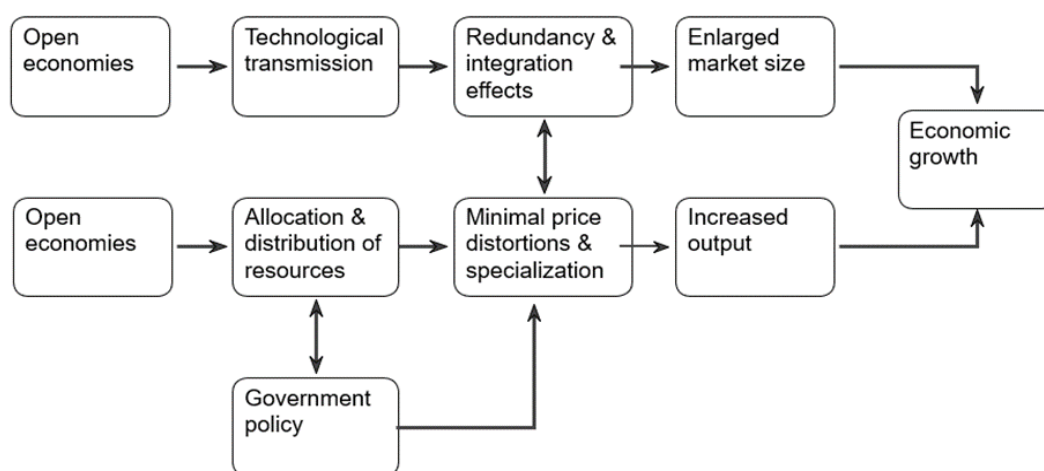 Open
economies
Technological
transmission
Redundancy &
integration
effects
Enlarged
market size
Economic
growth
Open
economies
Allocation &
distribution of
resources
Minimal price
distortions &
specialization
Increased
output
Government
policy